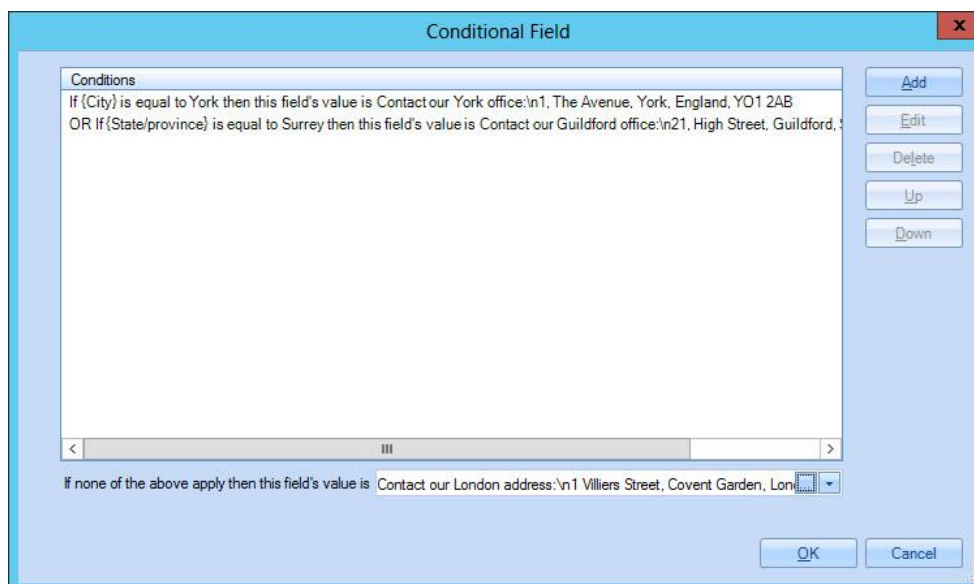 Conditional Field
x
Conditions
If {City} is equal to York then this field's value is Contact our York office:\n1, The Avenue, York, England, YO1 2AB
OR If {State/province} is equal to Surrey then this field's value is Contact our Guildford office:\n21, High Street, Guildford,
Add
Edit
Delete
Up
Down
If none of the above apply then this field's value is Contact our London address:\n1 Villiers Street, Covent Garden, Lon
...
OK
Cancel